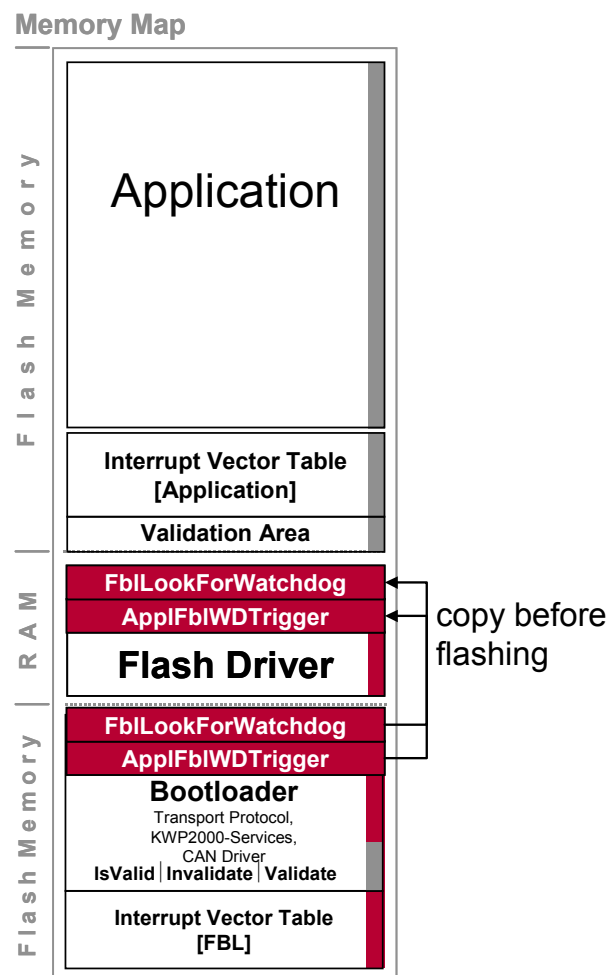 Memory Map
Flash Memory
Application
Interrupt Vector Table
[Application]
Validation Area
RAM
FblLookForWatchdog
ApplFblWDTrigger
Flash Driver
copy before
flashing
Flash Memory
FblLookForWatchdog
ApplFblWDTrigger
Bootloader
Transport Protocol,
KWP2000-Services,
CAN Driver
IsValid Invalidate Validate
Interrupt Vector Table
[FBL]